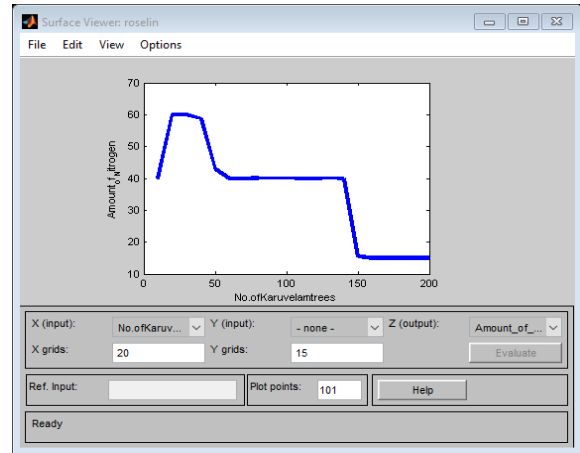 Surface Viewer: roselin
File Edit View Options
70
60
50
40
30
20
10
Amount_of_Nitrogen
0 50 100 150 200
No.ofKaruvelamtrees
X (input): No.ofKaruv... Y (input): - none - Z (output): Amount_of_...
X grids: 20 Y grids: 15 Evaluate
Ref. Input: Plot points: 101 Help
Ready